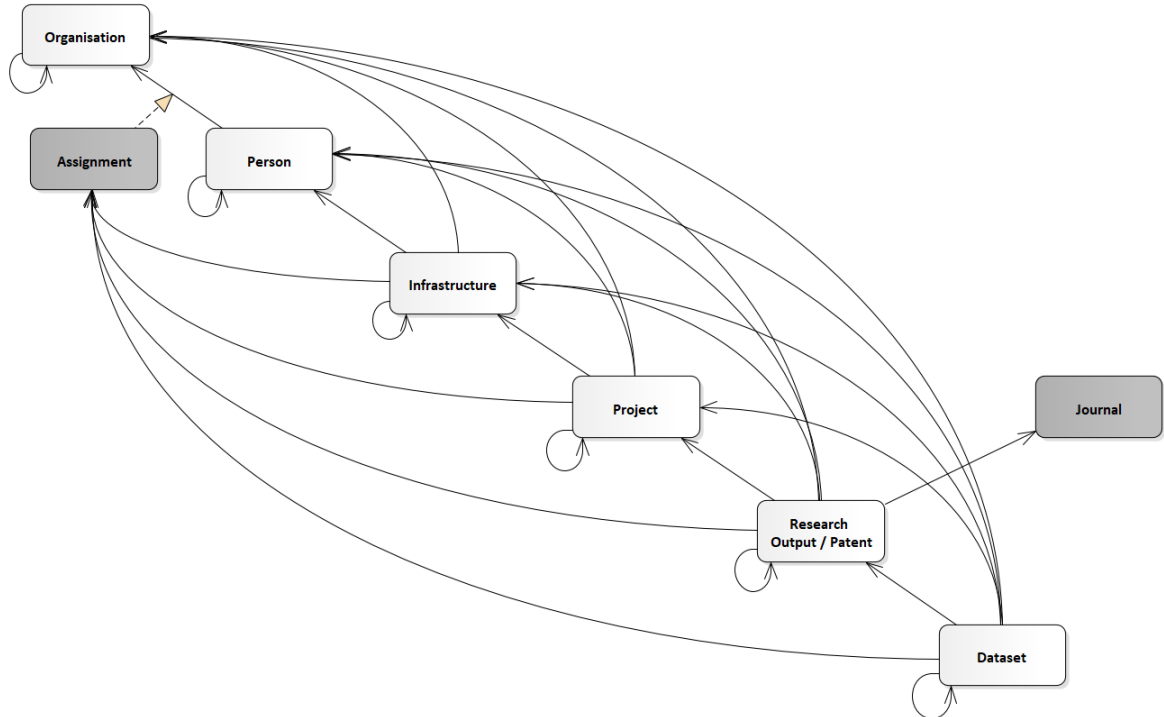 Organisation
Assignment
Person
Infrastructure
Project
Journal
Research
Output / Patent
Dataset